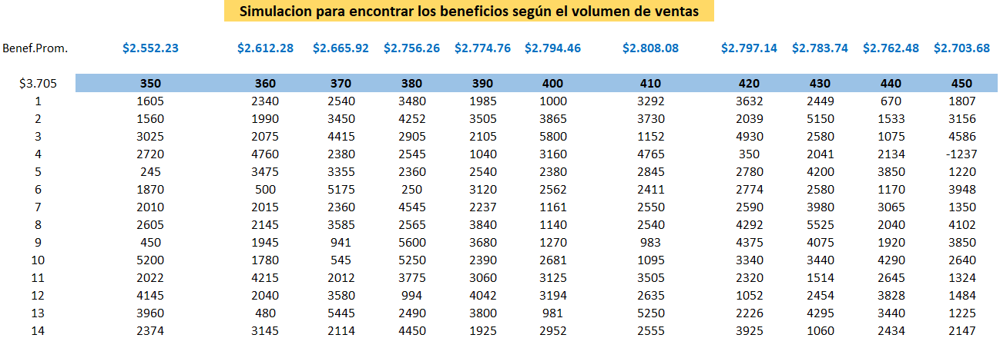 Simulacion para encontrar los beneficios según el volumen de ventas
Benef.Prom. $2.552.23 $2.612.28 $2.665.92 $2.756.26 $2.774.76 $2.794.46 $2.808.08 $2.797.14 $2.783.74 $2.762.48 $2.703.68
$3.705 350 360 370 380 390 400 410 420 430 440 450
1 1605 2340 2540 3480 1985 1000 3292 3632 2449 670 1807
2 1560 1990 3450 4252 3505 3865 3730 2039 5150 1533 3156
3 3025 2075 4415 2905 2105 5800 1152 4930 2580 1075 4586
4 2720 4760 2380 2545 1040 3160 4765 350 2041 2134 -1237
5 245 3475 3355 2360 2540 2380 2845 2780 4200 3850 1220
6 1870 500 5175 250 3120 2562 2411 2774 2580 1170 3948
7 2010 2015 2360 4545 2237 1161 2550 2590 3980 3065 1350
8 2605 2145 3585 2565 3840 1140 2540 4292 5525 2040 4102
9 450 1945 941 5600 3680 1270 983 4375 4075 1920 3850
10 5200 1780 545 5250 2390 2681 1095 3340 3440 4290 2640
11 2022 4215 2012 3775 3060 3125 3505 2320 1514 2645 1324
12 4145 2040 3580 994 4042 3194 2635 1052 2454 3828 1484
13 3960 480 5445 2490 3800 981 5250 2226 4295 3440 1225
14 2374 3145 2114 4450 1925 2952 2555 3925 1060 2434 2147